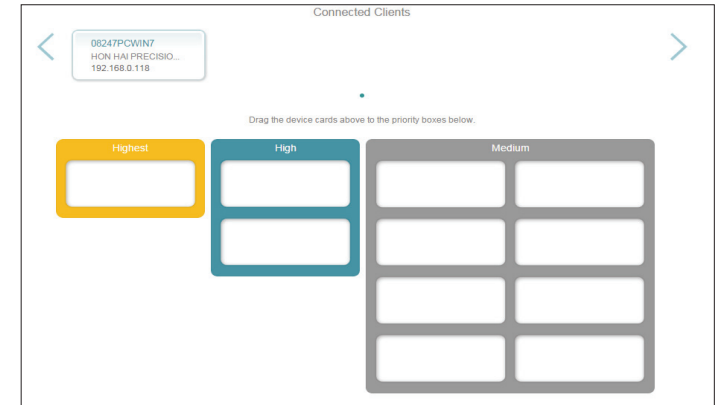 Connected Clients
08247PCWIN7
HON HAI PRECISIO...
192.168.0.118
Drag the device cards above to the priority boxes below.
Highest
High
Medium